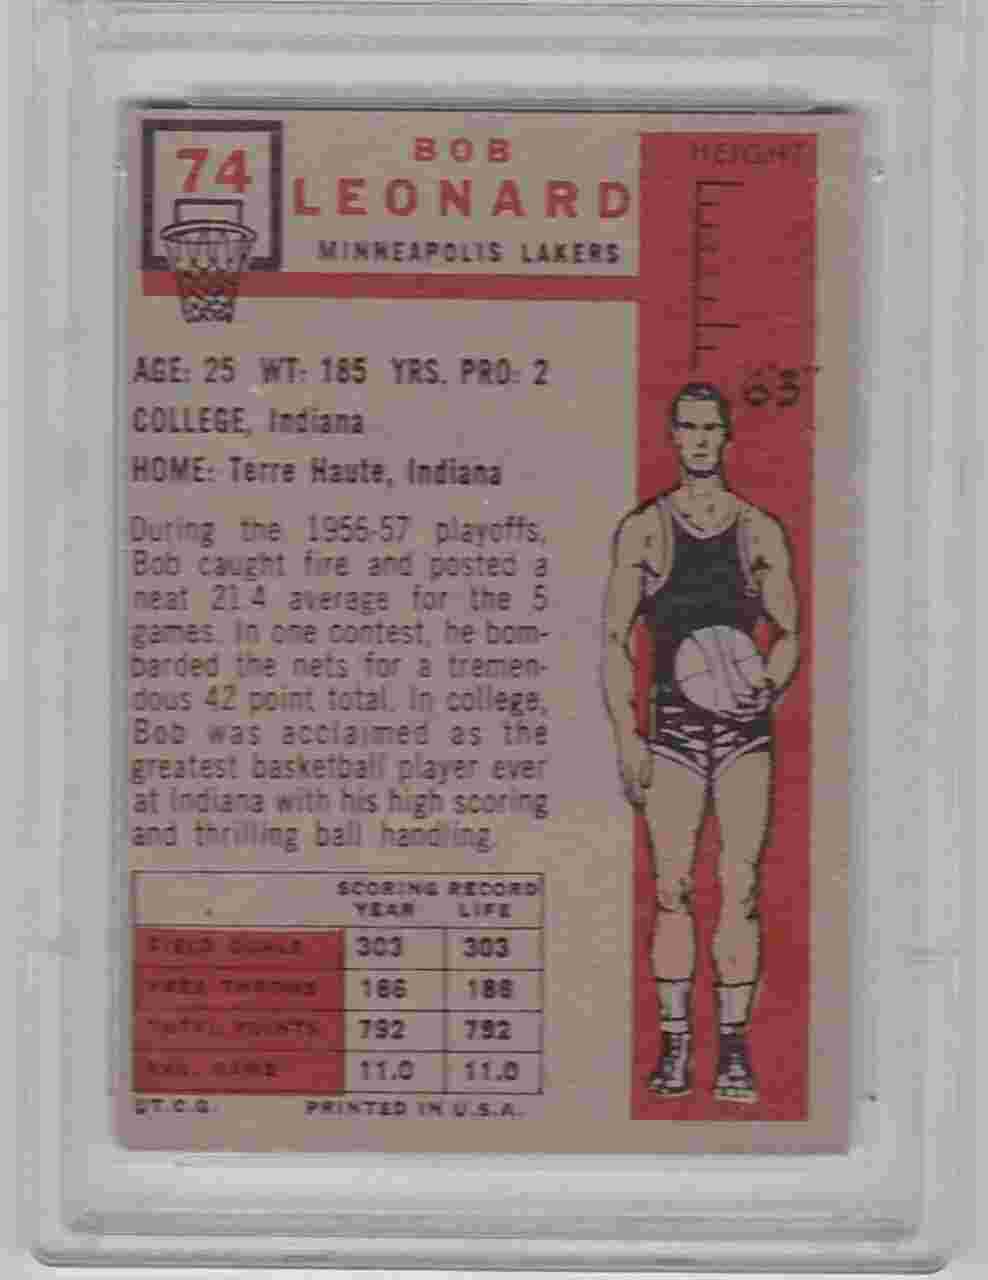 74
BOB
LEONARD
MINNEAPOLIS LAKERS
HEIGHT
AGE: 25 WT: 185 YRS. PRO: 2
COLLEGE, Indiana
HOME: Terre Haute, Indiana
During the 1956-57 playoffs,
Bob caught fire and posted a
neat 21.4 average for the 5
games. In one contest, he bom-
barded the nets for a tremen-
dous 42 point total. In college,
Bob was acclaimed as the
greatest basketball player ever
at Indiana with his high scoring
and thrilling ball handling.
SCORING RECORD
YEAR LIFE
FIELD GOALS 303 303
FREE THROWS 186 186
TOTAL POINTS 792 792
AVG. GAME 11.0 11.0
T.C.G. PRINTED IN U.S.A.